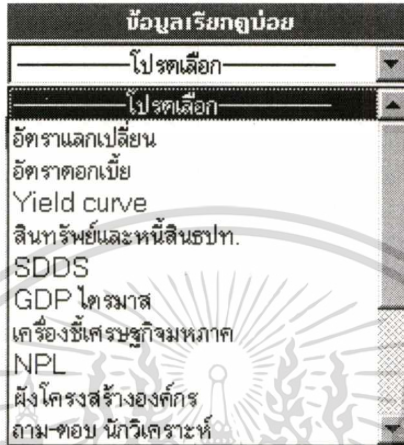 ข้อมูลเรียกดูบ่อย
โปรดเลือก
โปรดเลือก
อัตราแลกเปลี่ยน
อัตราดอกเบี้ย
Yield curve
สินทรัพย์และหนี้สินธปท.
SDDS
GDP ไตรมาส
เครื่องชี้เศรษฐกิจมหภาค
NPL
ผังโครงสร้างองค์กร
ถาม-ตอบ นักวิเคราะห์